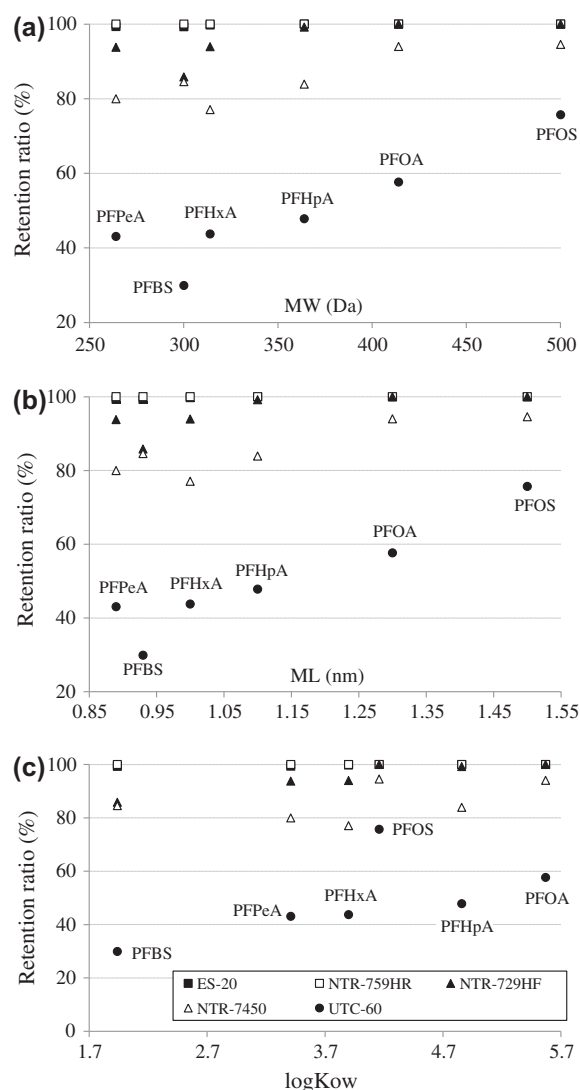 (a)
100
80
60
40
20
Retention ratio (%)
PFOS
PFOA
PFHpA
PFHxA
PFPeA
PFBS
MW (Da)
250 300 350 400 450 500
(b)
100
80
60
40
20
Retention ratio (%)
PFOS
PFOA
PFHpA
PFHxA
PFPeA
PFBS
ML (nm)
0.85 0.95 1.05 1.15 1.25 1.35 1.45 1.55
(c)
100
80
60
40
20
0
Retention ratio (%)
PFOS
PFOA
PFHxA
PFPeA
PFHpA
PFBS
ES-20 NTR-759HR NTR-729HF
NTR-7450 UTC-60
1.7 2.7 3.7 4.7 5.7
logKow